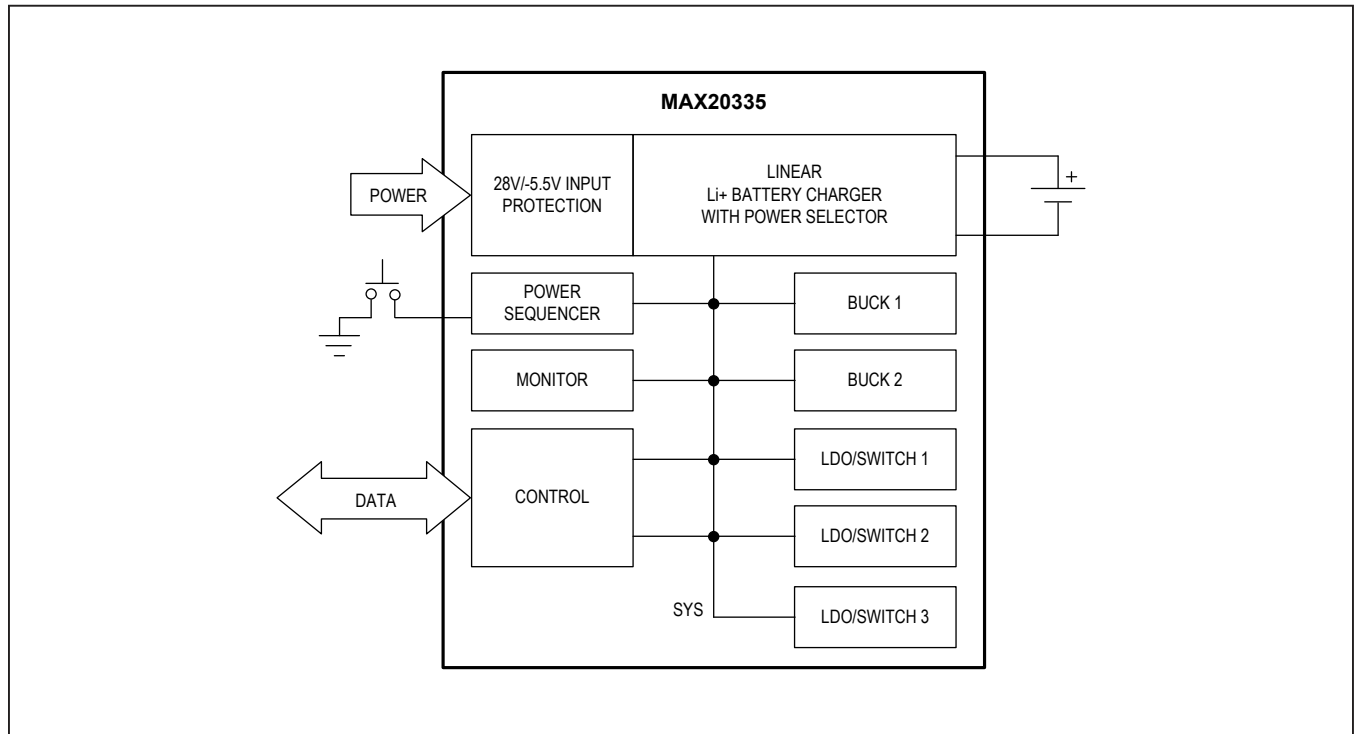 MAX20335
POWER
28V/-5.5V INPUT
PROTECTION
LINEAR
Li+ BATTERY CHARGER
WITH POWER SELECTOR
+
POWER
SEQUENCER
BUCK 1
MONITOR
BUCK 2
DATA
CONTROL
LDO/SWITCH 1
LDO/SWITCH 2
SYS
LDO/SWITCH 3